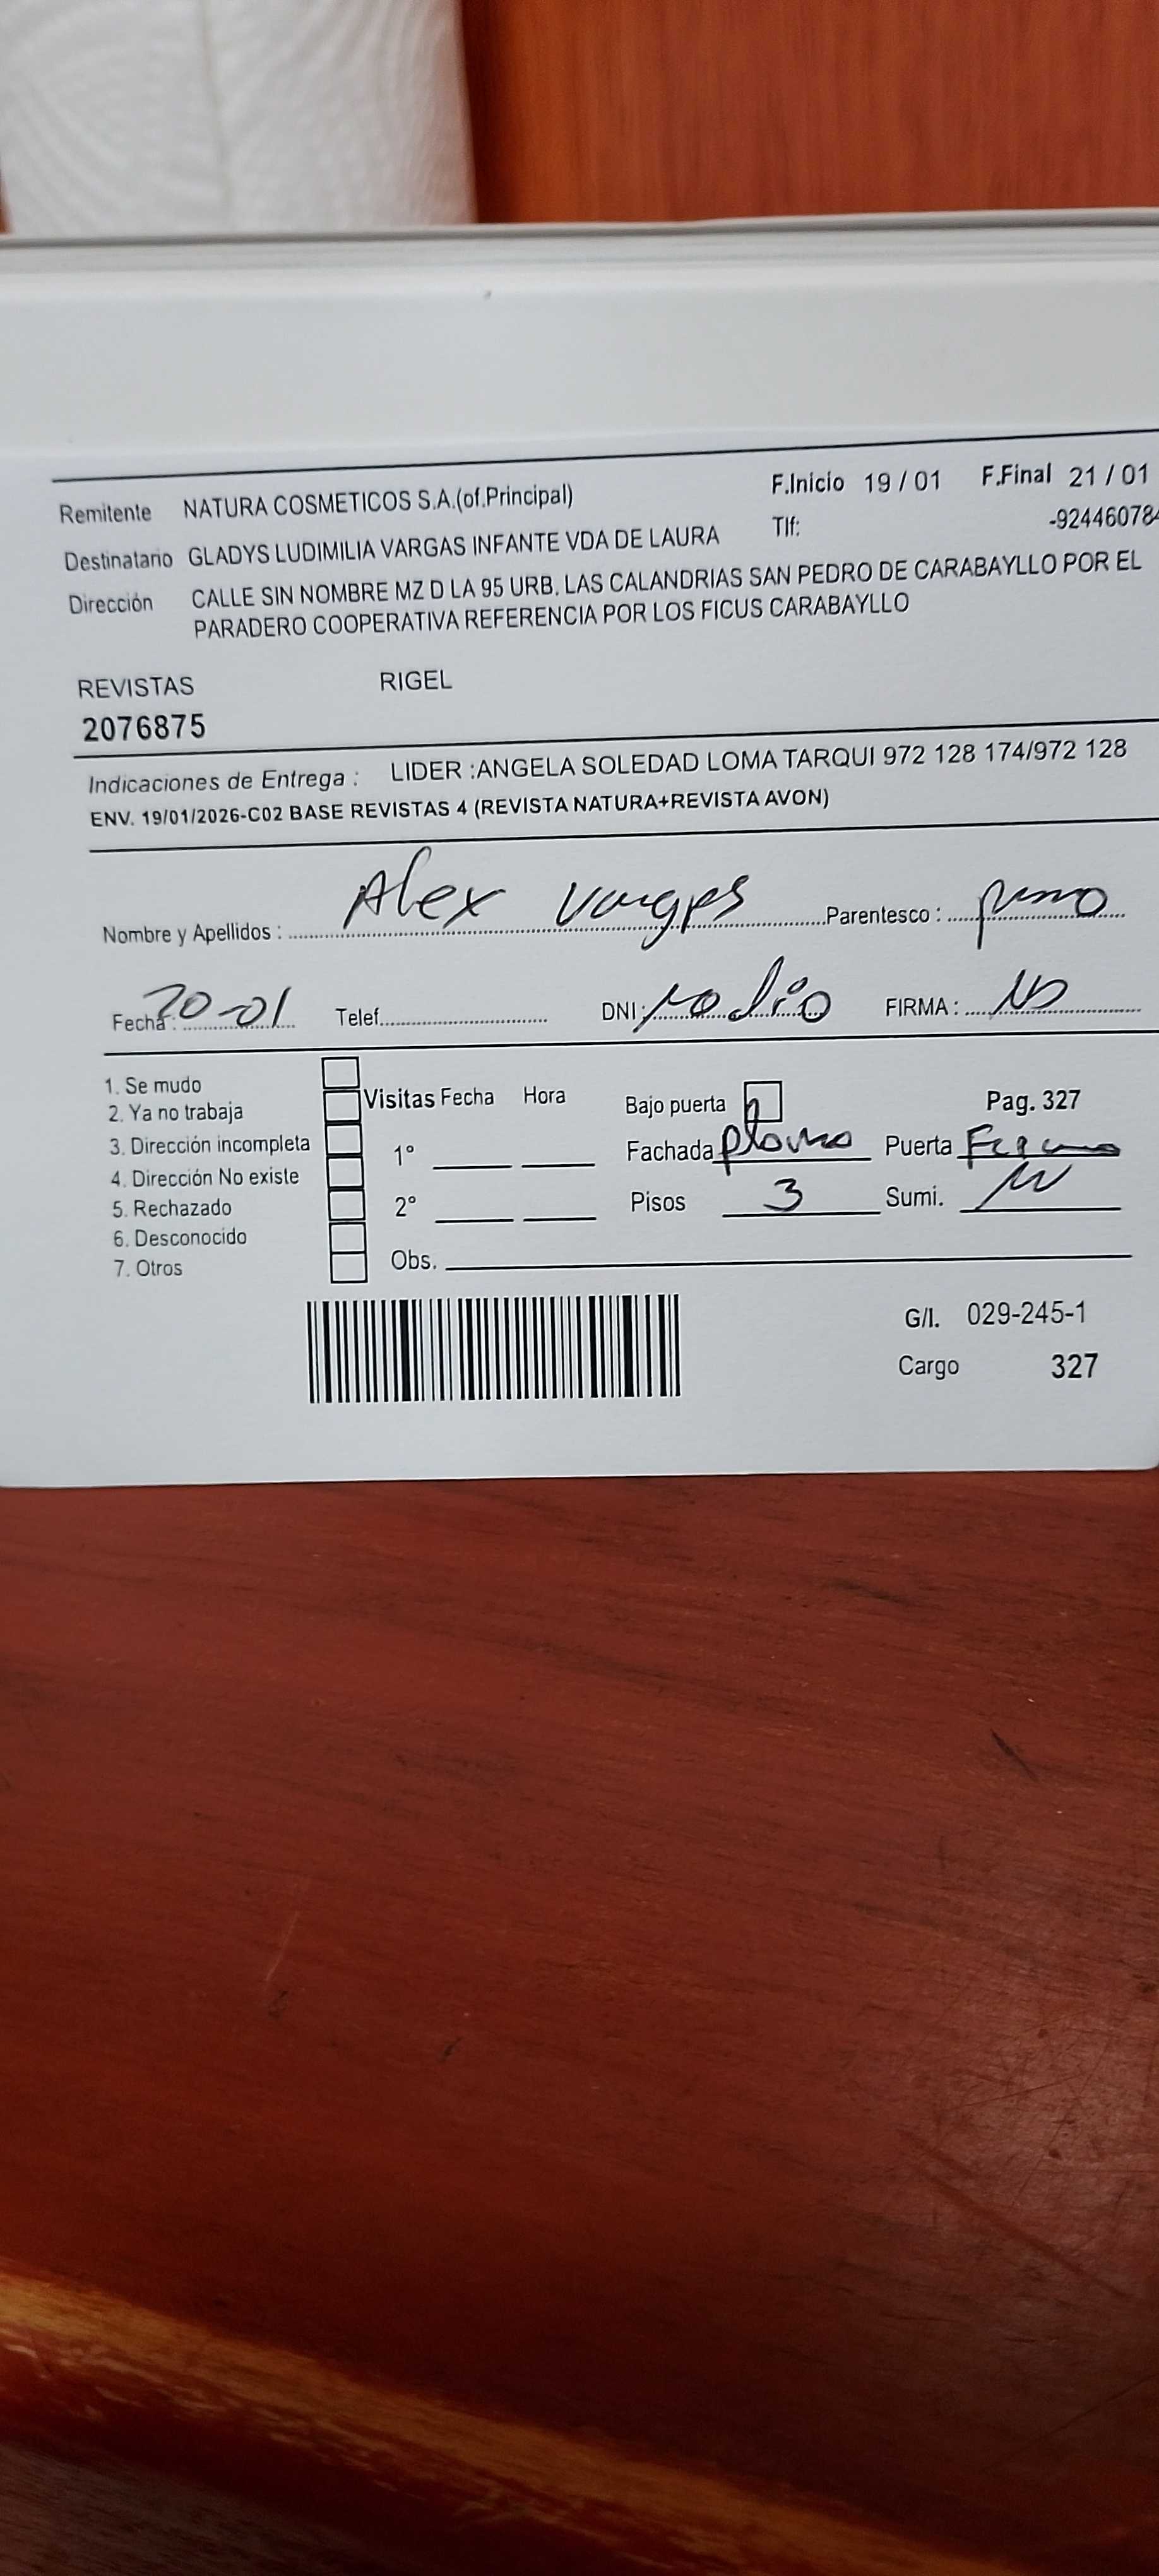 Remitente NATURA COSMETICOS S.A.(of.Principal) F.Inicio 19 / 01 F.Final 21 / 01
Destinatario GLADYS LUDIMILIA VARGAS INFANTE VDA DE LAURA Tlf: -92446078
Dirección CALLE SIN NOMBRE MZ D LA 95 URB. LAS CALANDRIAS SAN PEDRO DE CARABAYLLO POR EL
PARADERO COOPERATIVA REFERENCIA POR LOS FICUS CARABAYLLO
REVISTAS RIGEL
2076875
Indicaciones de Entrega : LIDER :ANGELA SOLEDAD LOMA TARQUI 972 128 174/972 128
ENV. 19/01/2026-C02 BASE REVISTAS 4 (REVISTA NATURA+REVISTA AVON)
Nombre y Apellidos : Alex Vargas Parentesco : primo
Fecha : 20-01 Telef. DNI: no dio FIRMA :
1. Se mudo
2. Ya no trabaja
3. Dirección incompleta
4. Dirección No existe
5. Rechazado
6. Desconocido
7. Otros
Visitas Fecha Hora
1°
2°
Obs.
Bajo puerta Pag. 327
Fachada plomo Puerta
Pisos 3 Sumi.
G/I. 029-245-1
Cargo 327